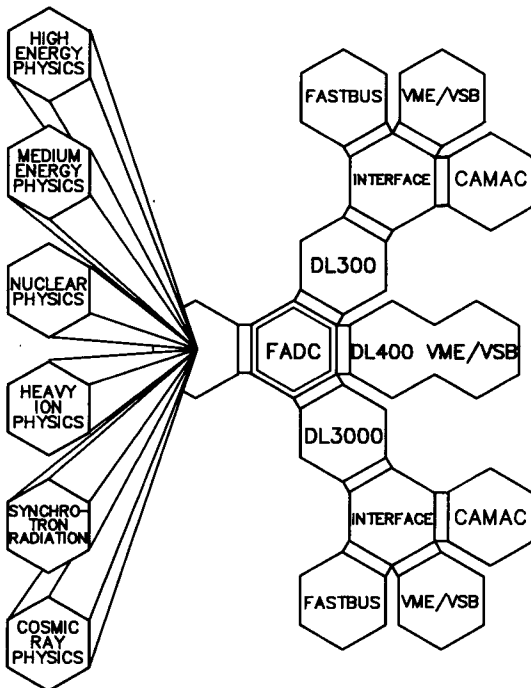 HIGH
ENERGY
PHYSICS
MEDIUM
ENERGY
PHYSICS
NUCLEAR
PHYSICS
HEAVY
ION
PHYSICS
SYNCHRO-
TRON
RADIATION
COSMIC
RAY
PHYSICS
FASTBUS
VME/VSB
INTERFACE
CAMAC
DL300
FADC
DL400 VME/VSB
DL3000
INTERFACE
CAMAC
FASTBUS
VME/VSB